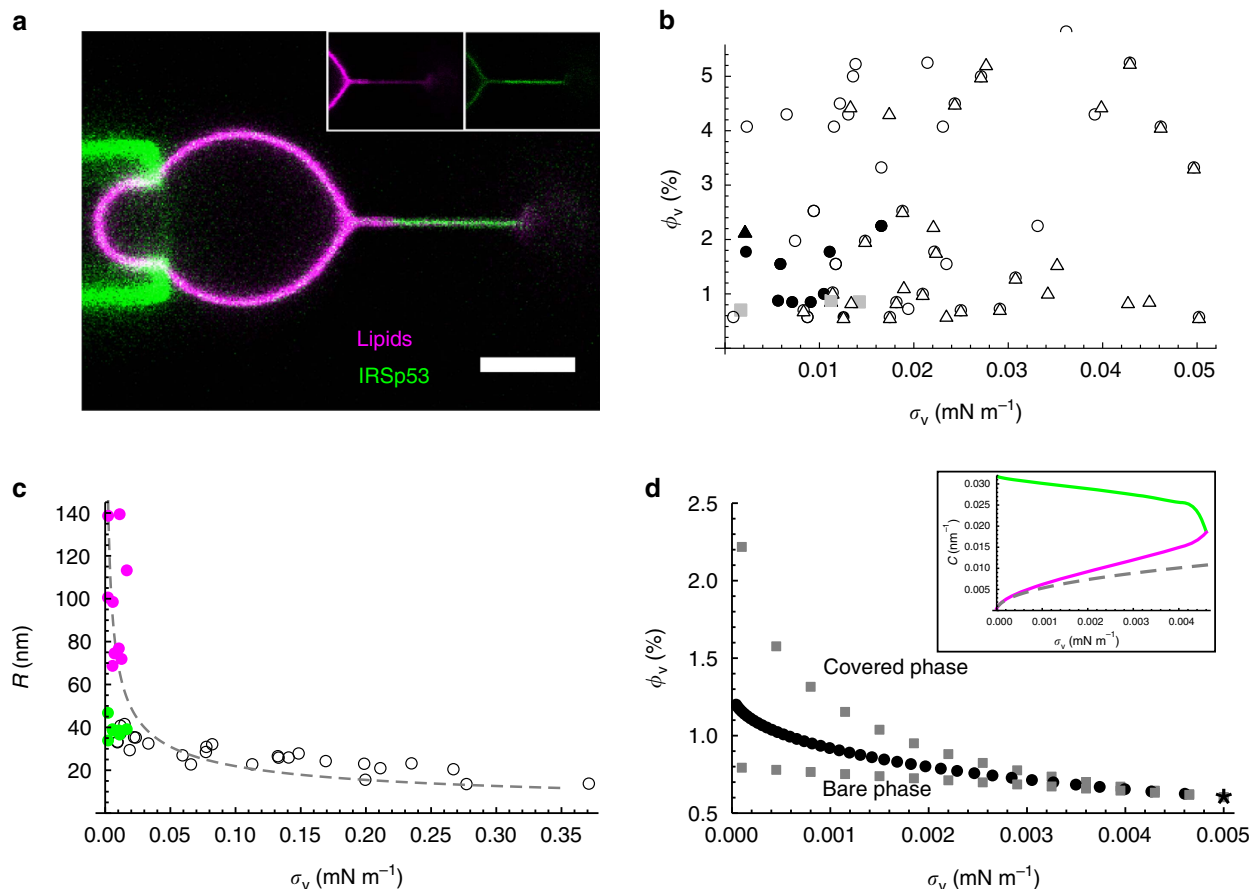 a
Lipids
IRSp53
b
ϕv (%)
5
4
3
2
1
0.01 0.02 0.03 0.04 0.05
σv (mN m−1)
c
R (nm)
140
120
100
80
60
40
20
0.00 0.05 0.10 0.15 0.20 0.25 0.30 0.35
σv (mN m−1)
d
ϕv (%)
2.5
2.0
1.5
1.0
0.5
Covered phase
Bare phase
0.000 0.001 0.002 0.003 0.004 0.005
σv (mN m−1)
C (nm−1)
0.030
0.020
0.015
0.010
0.000 0.001 0.002 0.003 0.004
σv (mN m−1)